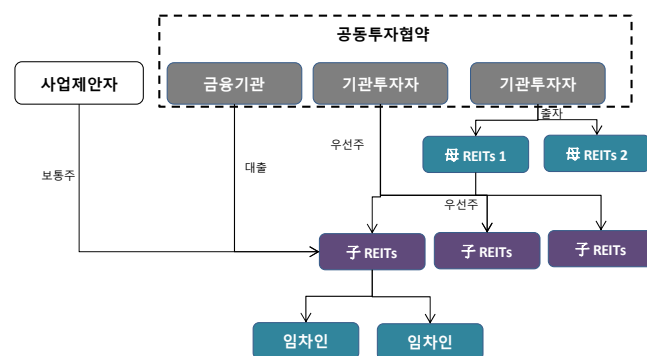 공동투자협약
사업제안자
금융기관
기관투자자
기관투자자
출자
우선주
母 REITs 1
母 REITs 2
보통주
대출
우선주
子 REITs
子 REITs
子 REITs
임차인
임차인